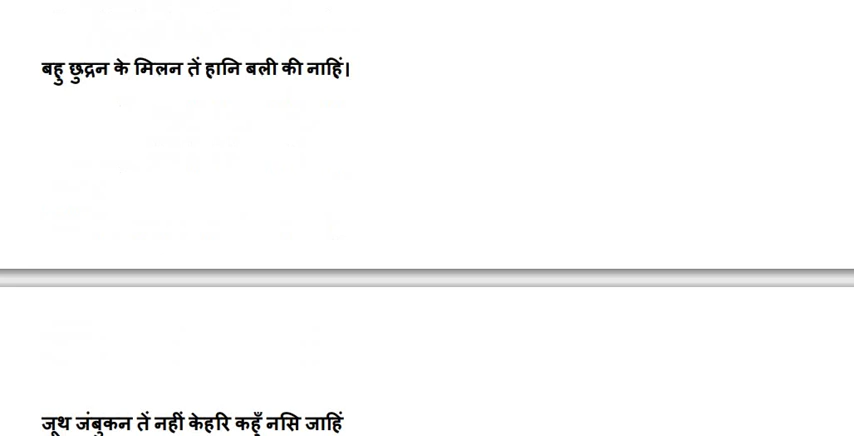 बहु छुद्रन के मिलन तें हानि बली की नाहिं।
जूथ जंबुकन तें नहीं केहरि कहूँ नसि जाहिं